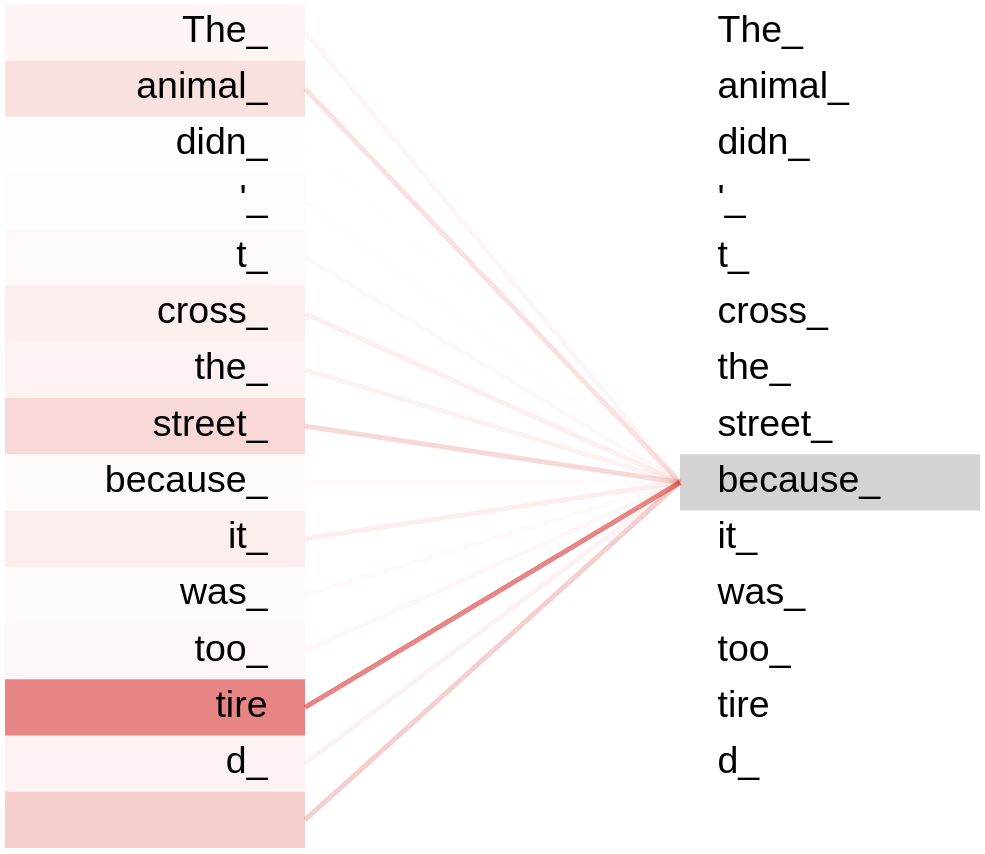 The_ The_
animal_ animal_
didn_ didn_
'_ '_
t_ t_
cross_ cross_
the_ the_
street_ street_
because_ because_
it_ it_
was_ was_
too_ too_
tire tire
d_ d_